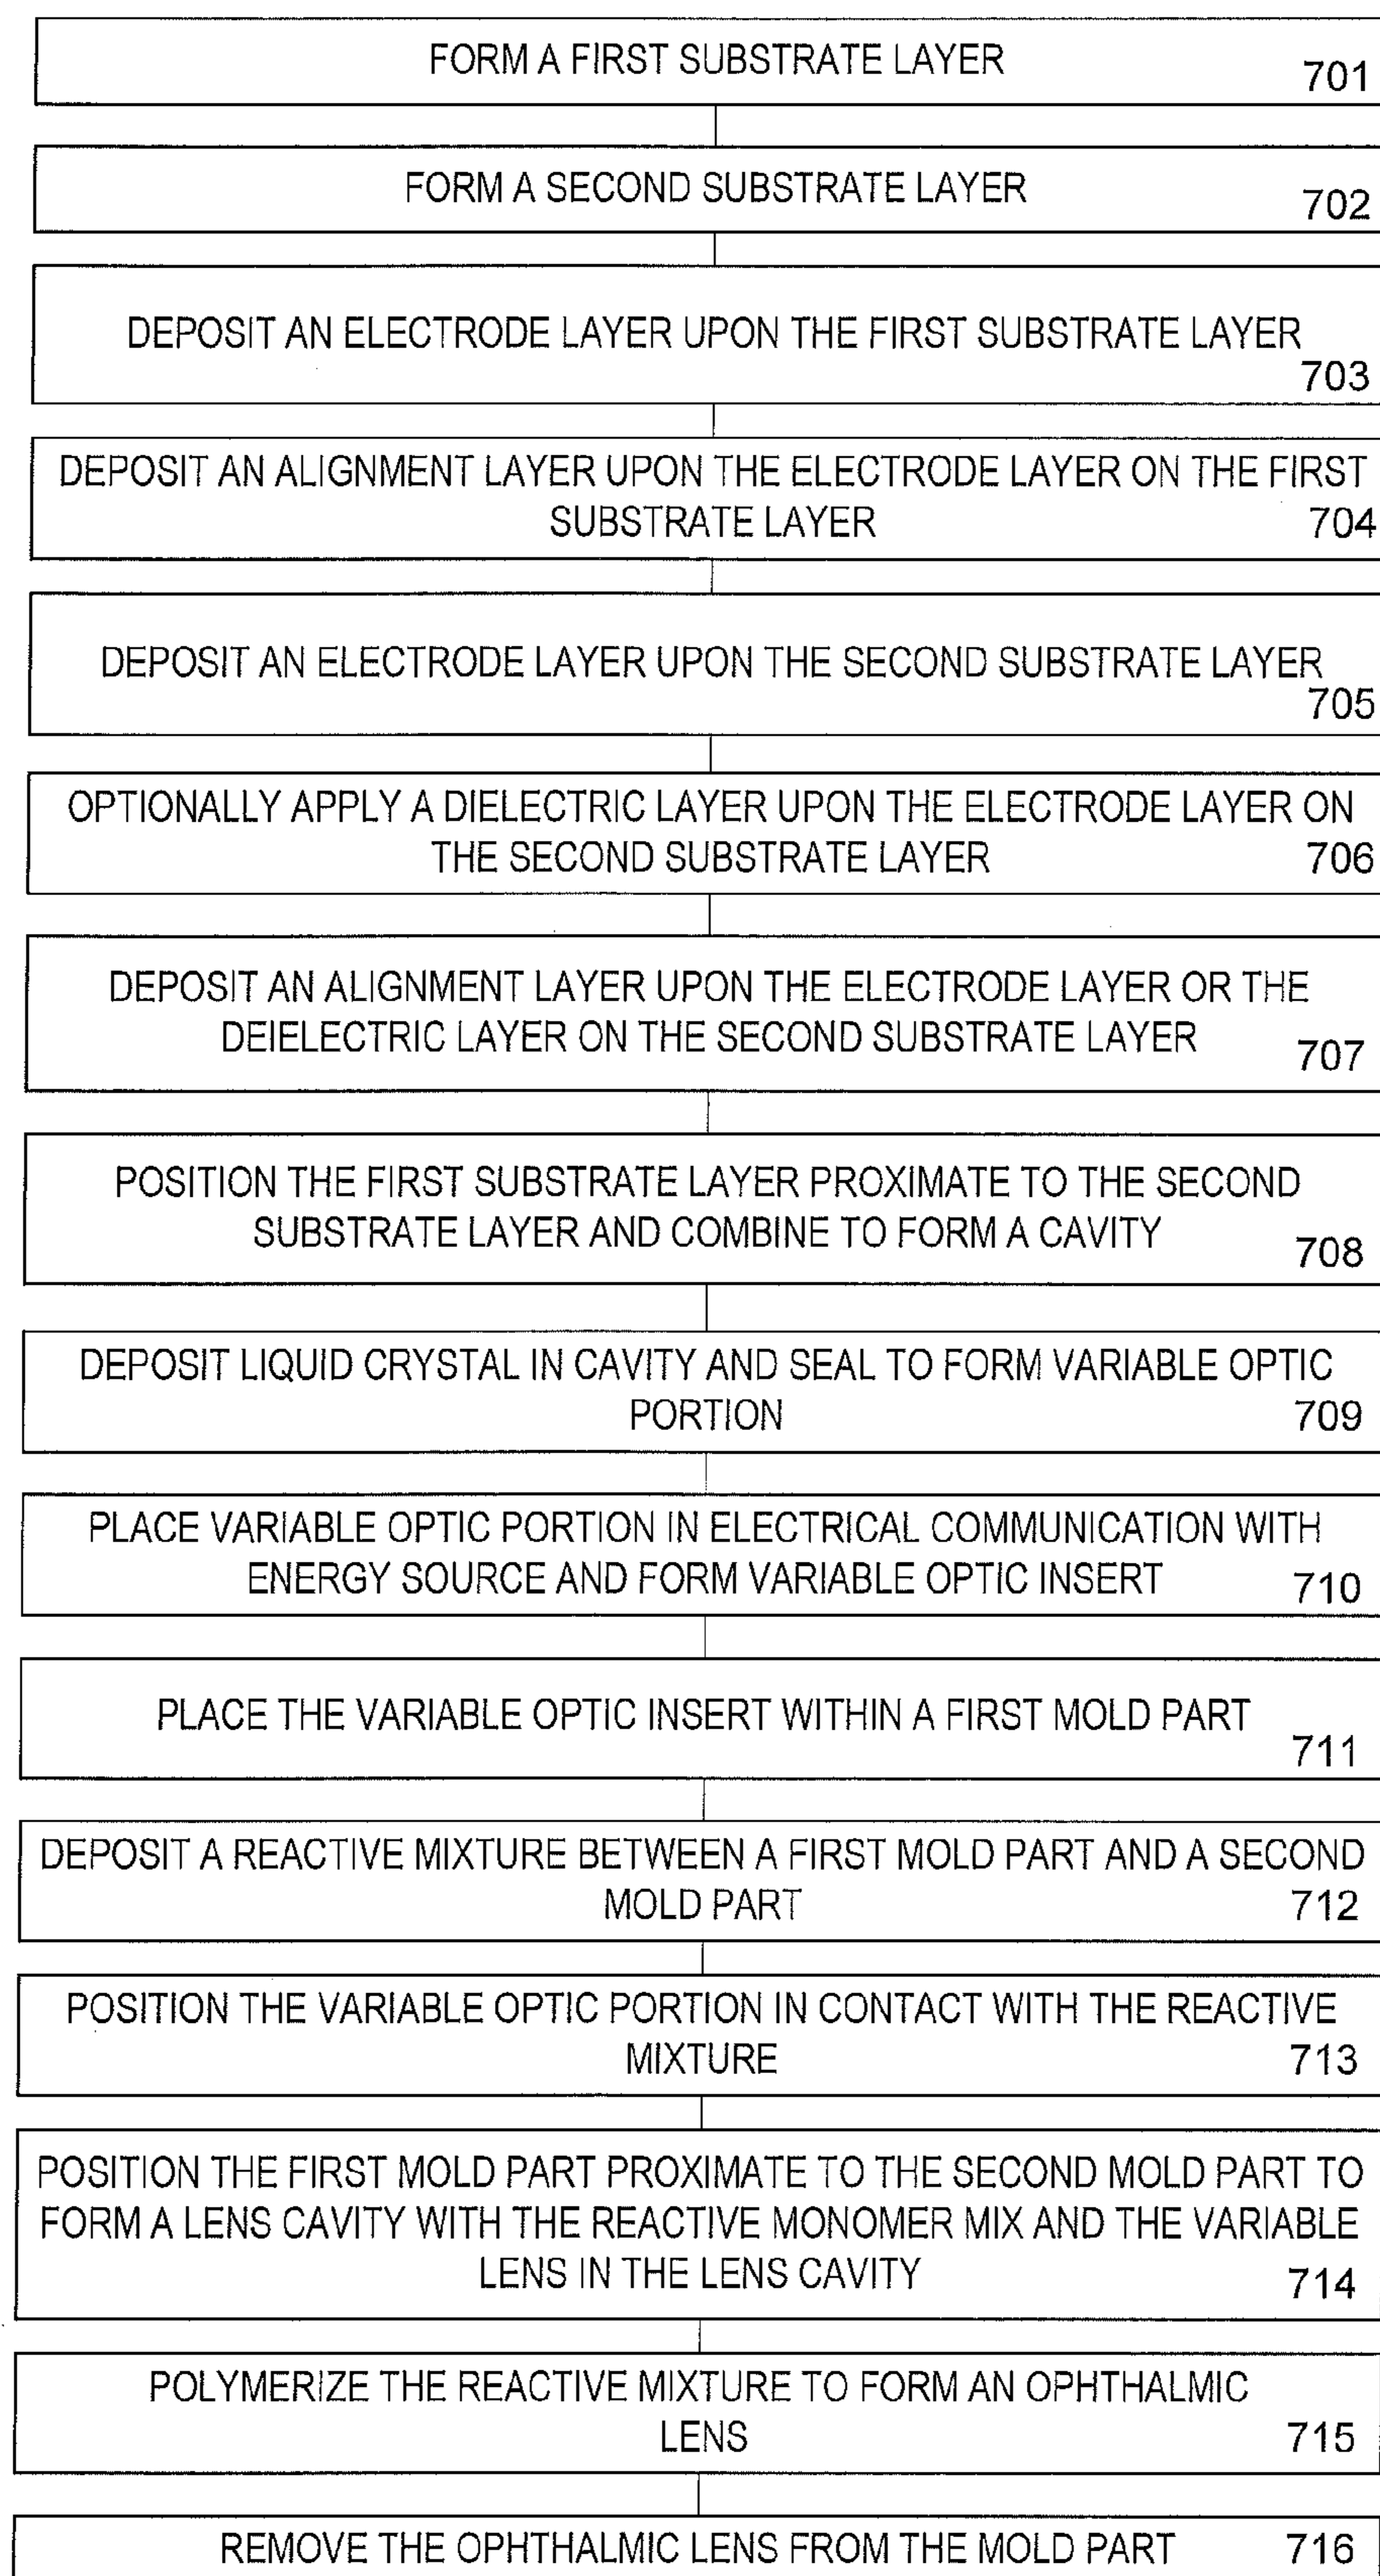 FORM A FIRST SUBSTRATE LAYER
701
FORM A SECOND SUBSTRATE LAYER
702
DEPOSIT AN ELECTRODE LAYER UPON THE FIRST SUBSTRATE LAYER
703
DEPOSIT AN ALIGNMENT LAYER UPON THE ELECTRODE LAYER ON THE FIRST
SUBSTRATE LAYER 704
DEPOSIT AN ELECTRODE LAYER UPON THE SECOND SUBSTRATE LAYER
705
OPTIONALLY APPLY A DIELECTRIC LAYER UPON THE ELECTRODE LAYER ON
THE SECOND SUBSTRATE LAYER 706
DEPOSIT AN ALIGNMENT LAYER UPON THE ELECTRODE LAYER OR THE
DEIELECTRIC LAYER ON THE SECOND SUBSTRATE LAYER 707
POSITION THE FIRST SUBSTRATE LAYER PROXIMATE TO THE SECOND
SUBSTRATE LAYER AND COMBINE TO FORM A CAVITY 708
DEPOSIT LIQUID CRYSTAL IN CAVITY AND SEAL TO FORM VARIABLE OPTIC
PORTION 709
PLACE VARIABLE OPTIC PORTION IN ELECTRICAL COMMUNICATION WITH
ENERGY SOURCE AND FORM VARIABLE OPTIC INSERT 710
PLACE THE VARIABLE OPTIC INSERT WITHIN A FIRST MOLD PART
711
DEPOSIT A REACTIVE MIXTURE BETWEEN A FIRST MOLD PART AND A SECOND
MOLD PART 712
POSITION THE VARIABLE OPTIC PORTION IN CONTACT WITH THE REACTIVE
MIXTURE 713
POSITION THE FIRST MOLD PART PROXIMATE TO THE SECOND MOLD PART TO
FORM A LENS CAVITY WITH THE REACTIVE MONOMER MIX AND THE VARIABLE
LENS IN THE LENS CAVITY 714
POLYMERIZE THE REACTIVE MIXTURE TO FORM AN OPHTHALMIC
LENS 715
REMOVE THE OPHTHALMIC LENS FROM THE MOLD PART 716